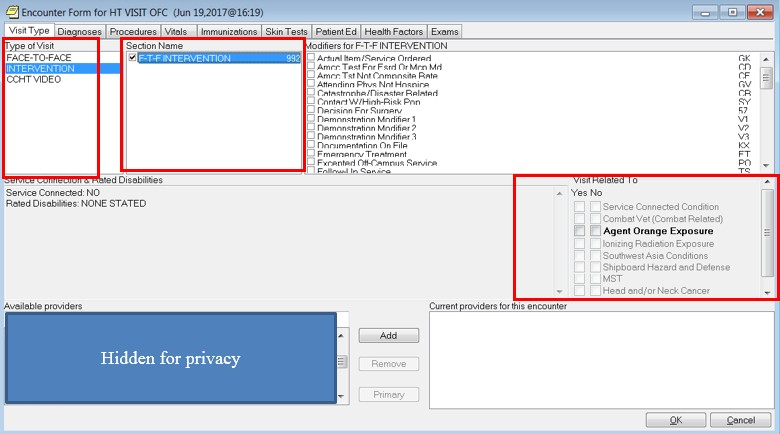 Encounter Form for HT VISIT OFC (Jun 19,2017@16:19)
Visit Type Diagnoses Procedures Vitals Immunizations Skin Tests Patient Ed Health Factors Exams
Type of Visit
FACE-TO-FACE
INTERVENTION
CCHT VIDEO
Section Name
F-T-F INTERVENTION 992
Modifiers for F-T-F INTERVENTION
Actual Item/Service Ordered GK
Amcc Test For Esrd Or Mcp Md CD
Amcc Tst Not Composite Rate CE
Attending Phys Not Hospice GV
Catastrophe/Disaster Related CR
Contact W/High-Risk Pop SY
Decision For Surgery 57
Demonstration Modifier 1 V1
Demonstration Modifier 2 V2
Demonstration Modifier 3 V3
Documentation On File KX
Emergency Treatment ET
Excepted Off-Campus Service PO
Follow-Up Service TS
Service Connection & Rated Disabilities
Service Connected: NO
Rated Disabilities: NONE STATED
Visit Related To
Yes No
Service Connected Condition
Combat Vet (Combat Related)
Agent Orange Exposure
Ionizing Radiation Exposure
Southwest Asia Conditions
Shipboard Hazard and Defense
MST
Head and/or Neck Cancer
Available providers
Hidden for privacy
Add
Remove
Primary
Current providers for this encounter
OK Cancel